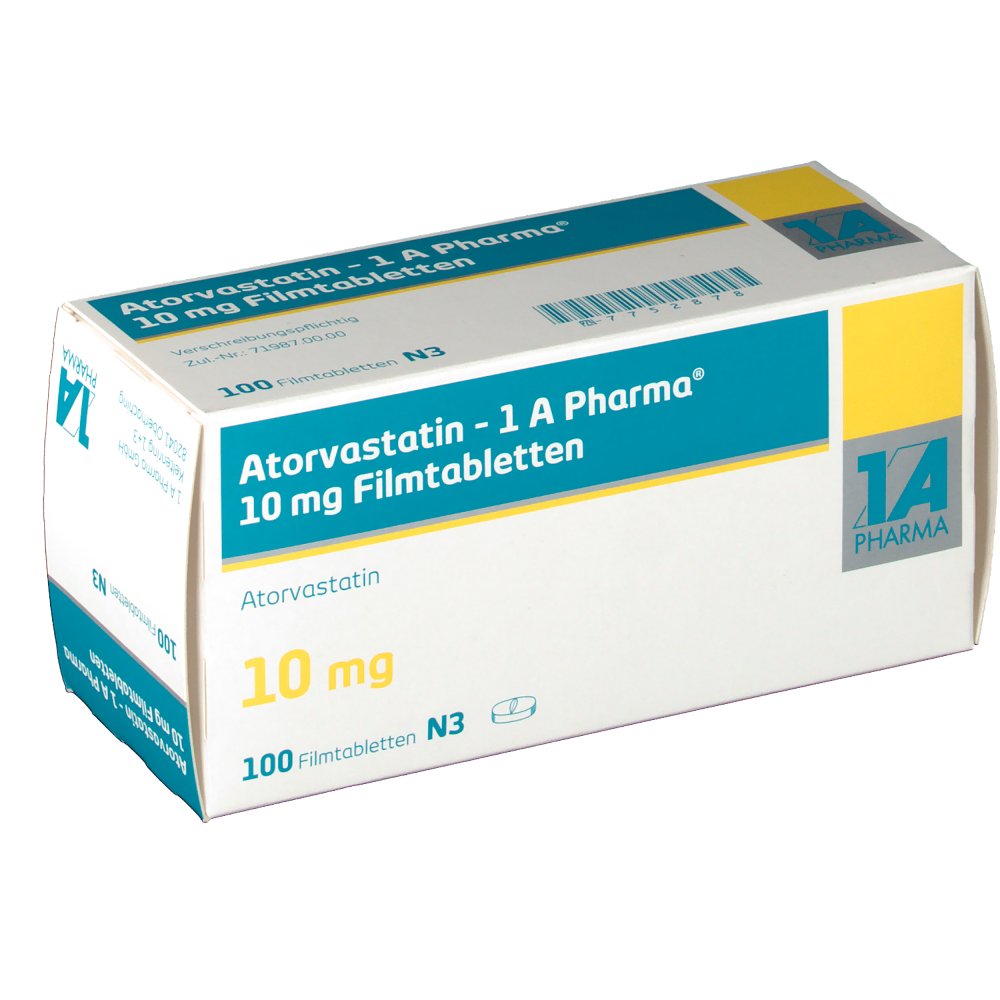 Atorvastatin - 1 A Pharma®
10 mg Filmtabletten
1A
PHARMA
Verschreibungspflichtig
Zul.-Nr.: 71987.00.00
100 Filmtabletten N3
-7752878
Atorvastatin - 1 A Pharma®
10 mg Filmtabletten
1A
PHARMA
Atorvastatin
10 mg
100 Filmtabletten N3
1A
PHARMA
1 A Pharma GmbH
Keltenring 1+3
82041 Oberhaching
100 Filmtabletten N3
Atorvastatin - 1 A Pharma
10 mg Filmtabletten